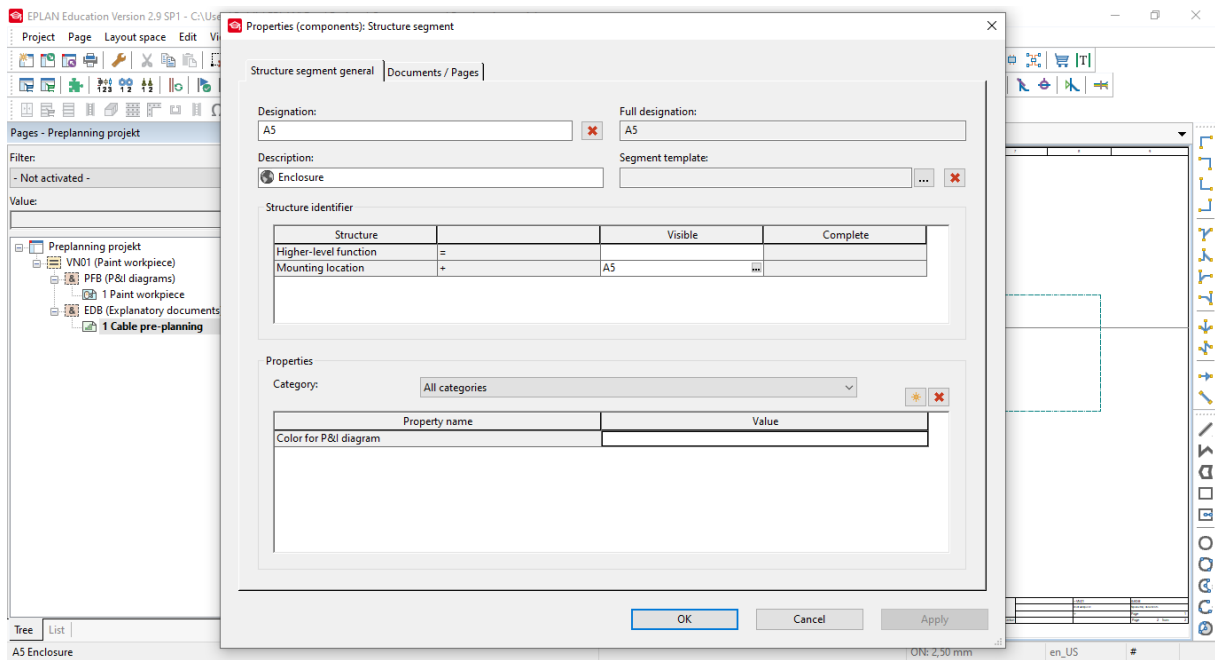 EPLAN Education Version 2.9 SP1 - C:\Use
Properties (components): Structure segment
Project Page Layout space Edit Vi
Structure segment general
Documents / Pages
Pages - Preplanning projekt
Filter:
- Not activated -
Value:
Preplanning projekt
VN01 (Paint workpiece)
PFB (P&I diagrams)
1 Paint workpiece
EDB (Explanatory documents
1 Cable pre-planning
Designation:
A5
Full designation:
A5
Description:
Enclosure
Segment template:
...
Structure identifier
Structure Visible Complete
Higher-level function =
Mounting location + A5 ...
Properties
Category: All categories
Property name Value
Color for P&I diagram
OK Cancel Apply
Tree List
A5 Enclosure
ON: 2,50 mm
en_US
#